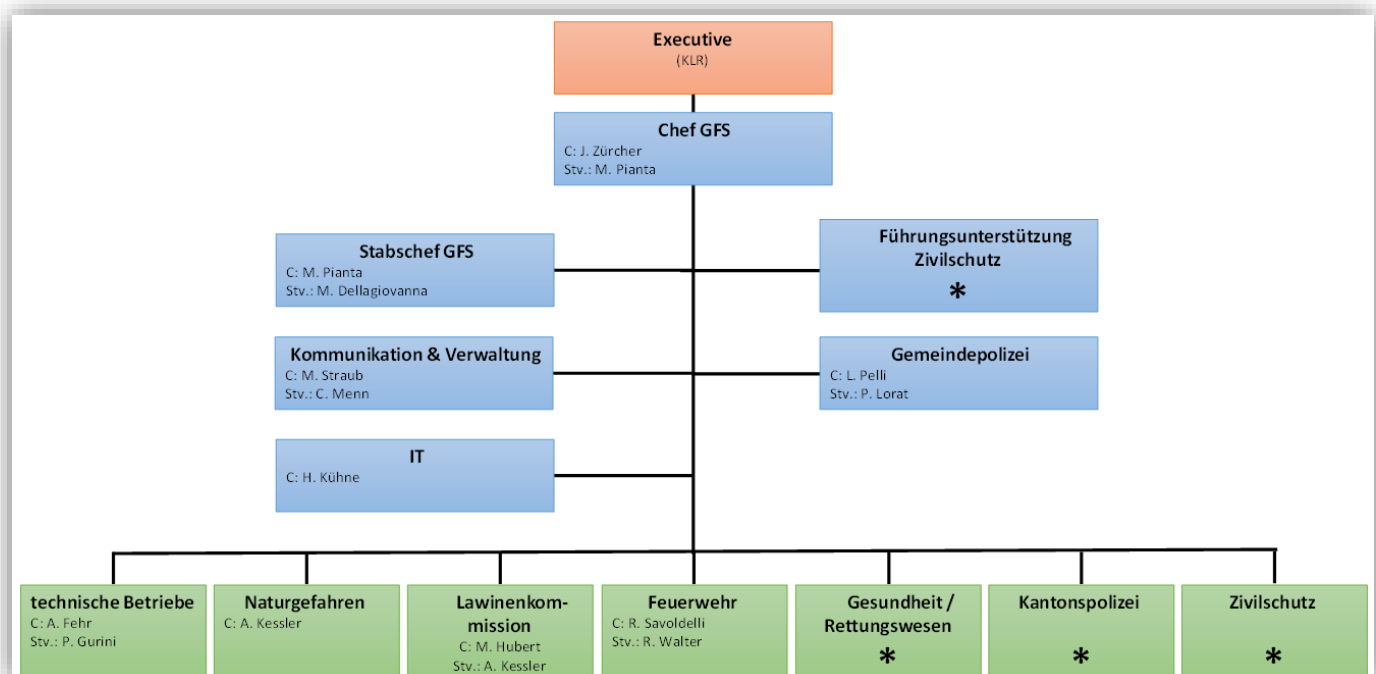 Executive
(KLR)
Chef GFS
C: J. Zürcher
Stv.: M. Pianta
Stabschef GFS
C: M. Pianta
Stv.: M. Dellagiovanna
Führungsunterstützung
Zivilschutz
*
Kommunikation & Verwaltung
C: M. Straub
Stv.: C. Menn
Gemeindepolizei
C: L. Pelli
Stv.: P. Lorat
IT
C: H. Kühne
technische Betriebe
C: A. Fehr
Stv.: P. Gurini
Naturgefahren
C: A. Kessler
Lawinenkom-
mission
C: M. Hubert
Stv.: A. Kessler
Feuerwehr
C: R. Savoldelli
Stv.: R. Walter
Gesundheit /
Rettungswesen
*
Kantonspolizei
*
Zivilschutz
*